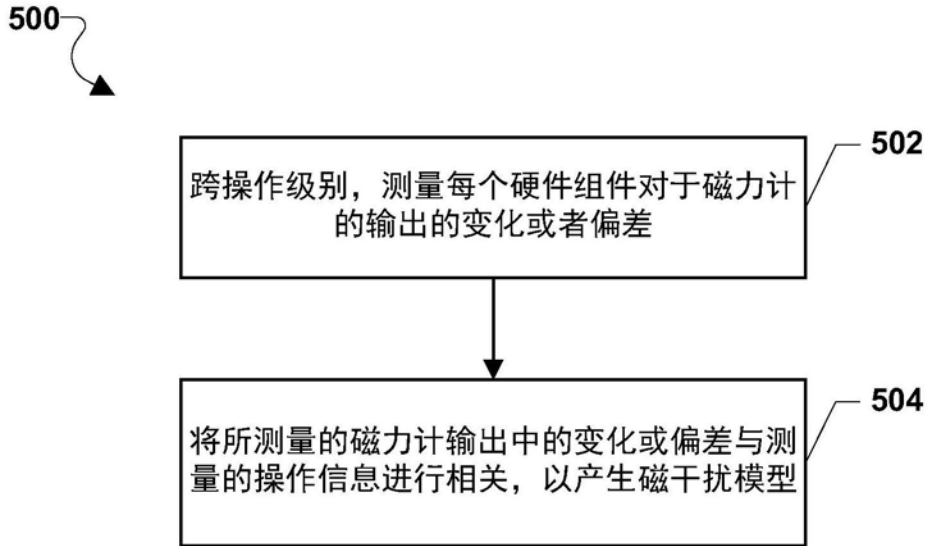 500
502
跨操作级别，测量每个硬件组件对于磁力计
的输出的变化或者偏差
504
将所测量的磁力计输出中的变化或偏差与测
量的操作信息进行相关，以产生磁干扰模型